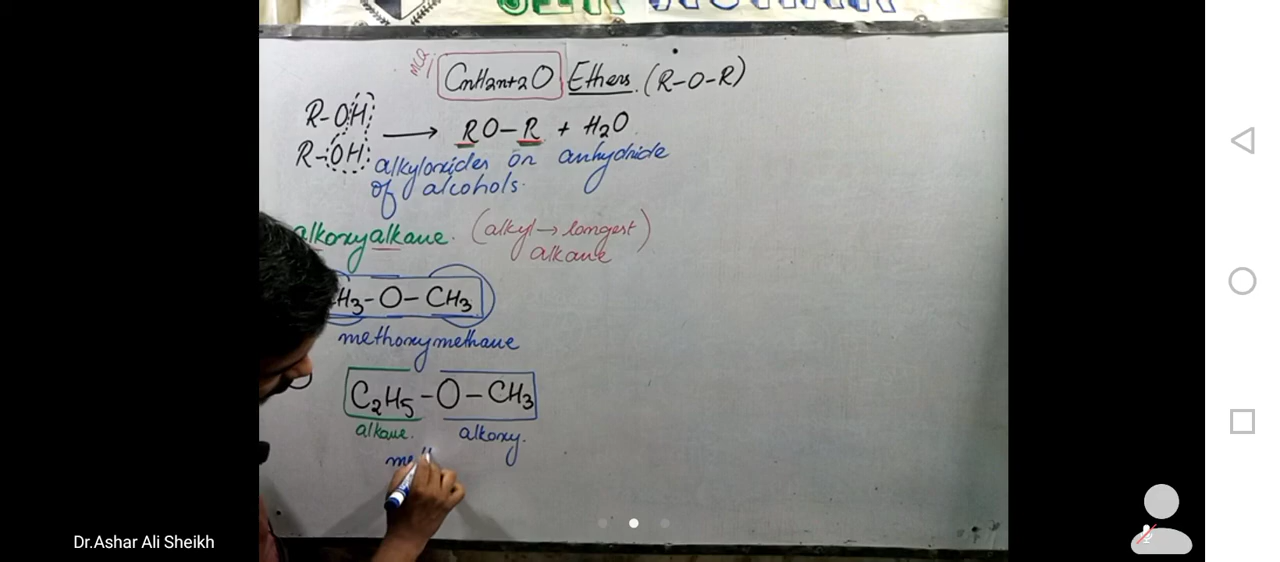 MCQ
CnH2n+2O Ethers. (R-O-R)
R-OH
R-OH
→ RO-R + H2O
alkyloxides or anhydride
of alcohols.
alkoxyalkane. (alkyl → longest
alkane)
H3-O-CH3
methoxymethane
C2H5-O-CH3
alkane. alkoxy.
Dr.Ashar Ali Sheikh